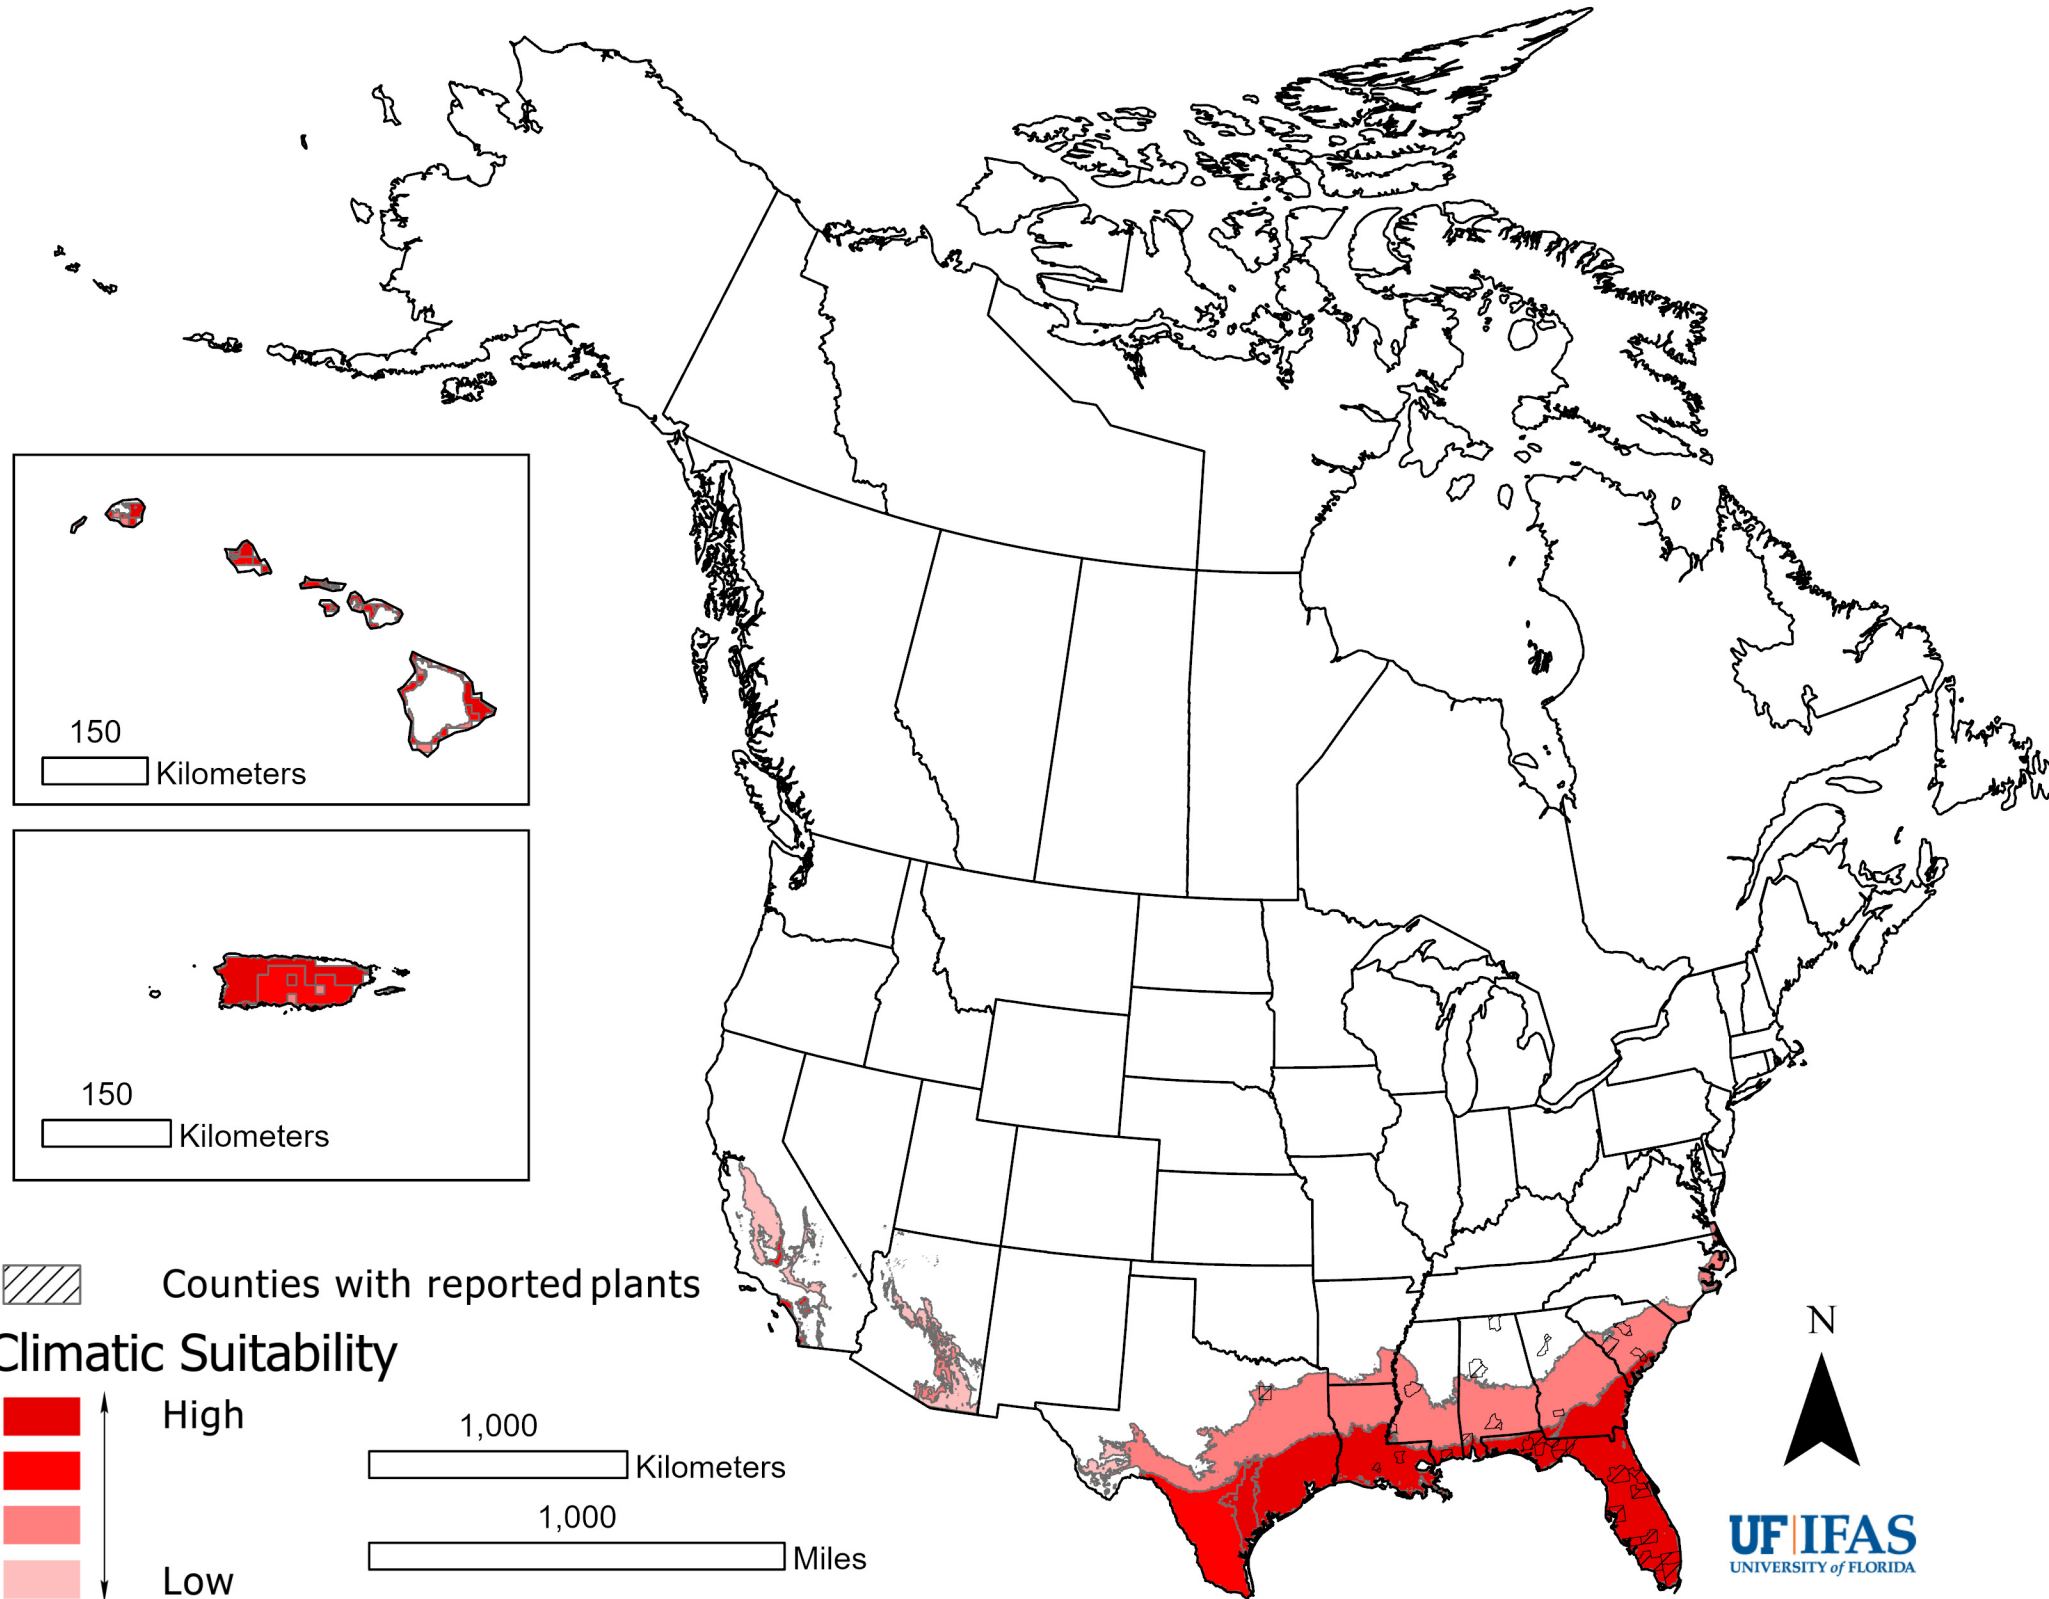 150
Kilometers
150
Kilometers
Counties with reported plants
Climatic Suitability
High
Low
1,000
Kilometers
1,000
Miles
N
UF|IFAS
UNIVERSITY of FLORIDA